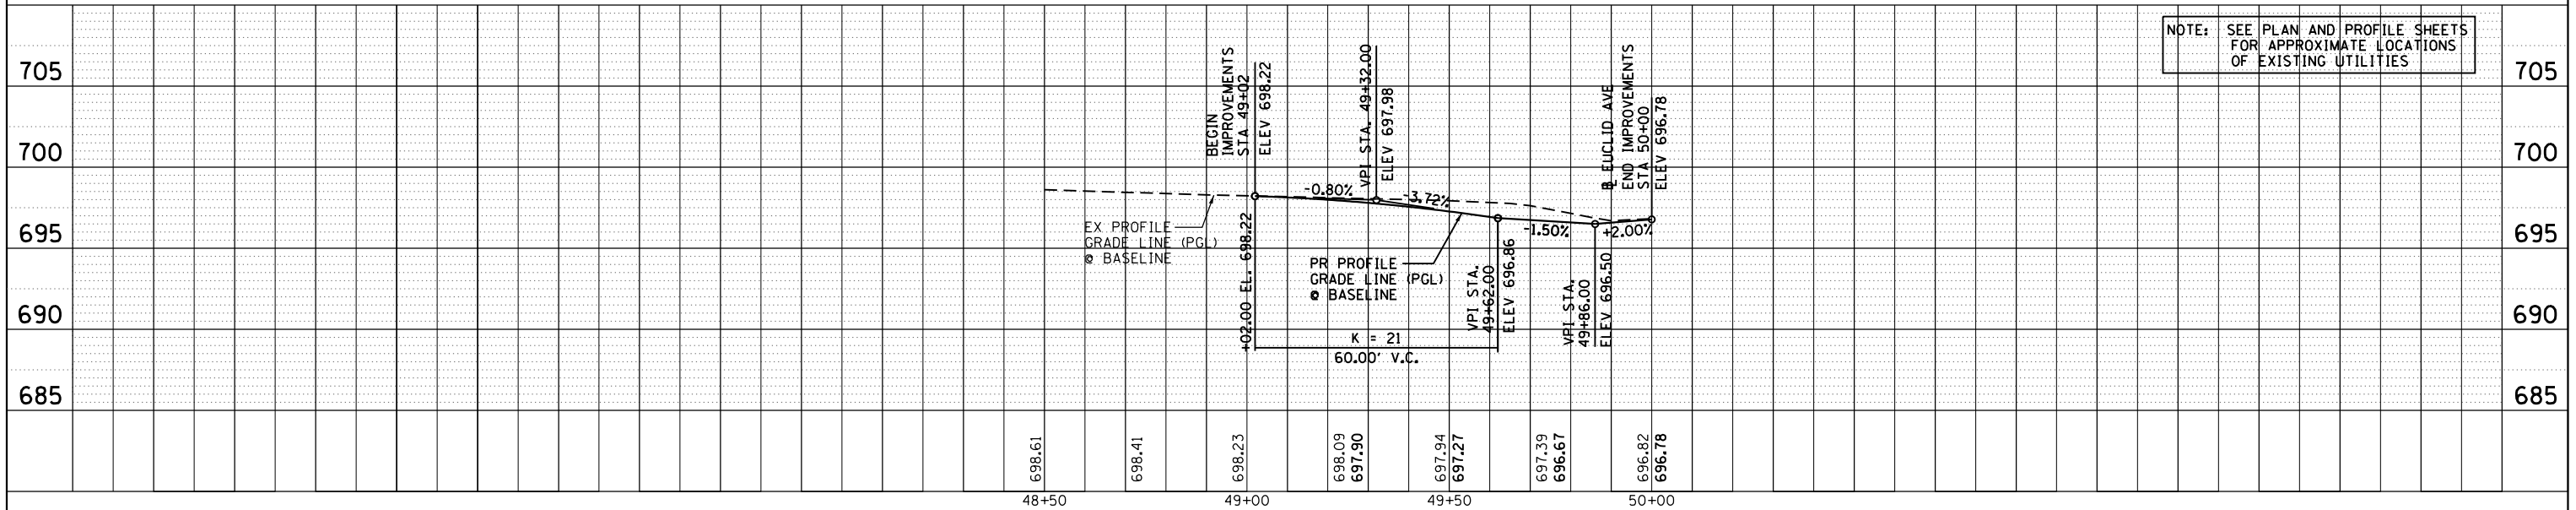 NOTE: SEE PLAN AND PROFILE SHEETS
FOR APPROXIMATE LOCATIONS
OF EXISTING UTILITIES
705
705
700
700
695
695
690
690
685
685
BEGIN
IMPROVEMENTS
STA 49+02
ELEV 698.22
VPI STA. 49+32.00
ELEV 697.98
℄ EUCLID AVE
END IMPROVEMENTS
STA 50+00
ELEV 696.78
-0.80%
-3.72%
-1.50%
+2.00%
EX PROFILE
GRADE LINE (PGL)
@ BASELINE
+02.00 EL. 698.22
PR PROFILE
GRADE LINE (PGL)
@ BASELINE
VPI STA.
49+62.00
ELEV 696.86
VPI STA.
49+86.00
ELEV 696.50
K = 21
60.00' V.C.
698.61
698.41
698.23
698.09
697.90
697.94
697.27
697.39
696.67
696.82
696.78
48+50
49+00
49+50
50+00